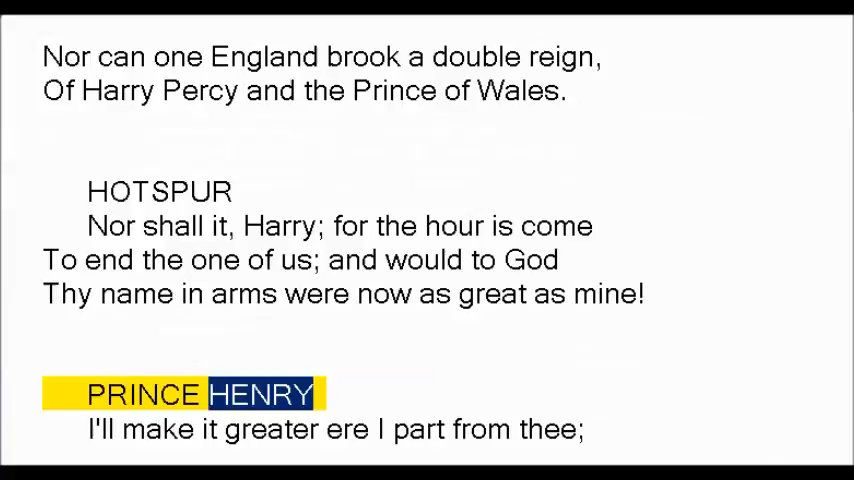 Nor can one England brook a double reign,
Of Harry Percy and the Prince of Wales.
HOTSPUR
Nor shall it, Harry; for the hour is come
To end the one of us; and would to God
Thy name in arms were now as great as mine!
PRINCE HENRY
I'll make it greater ere I part from thee;